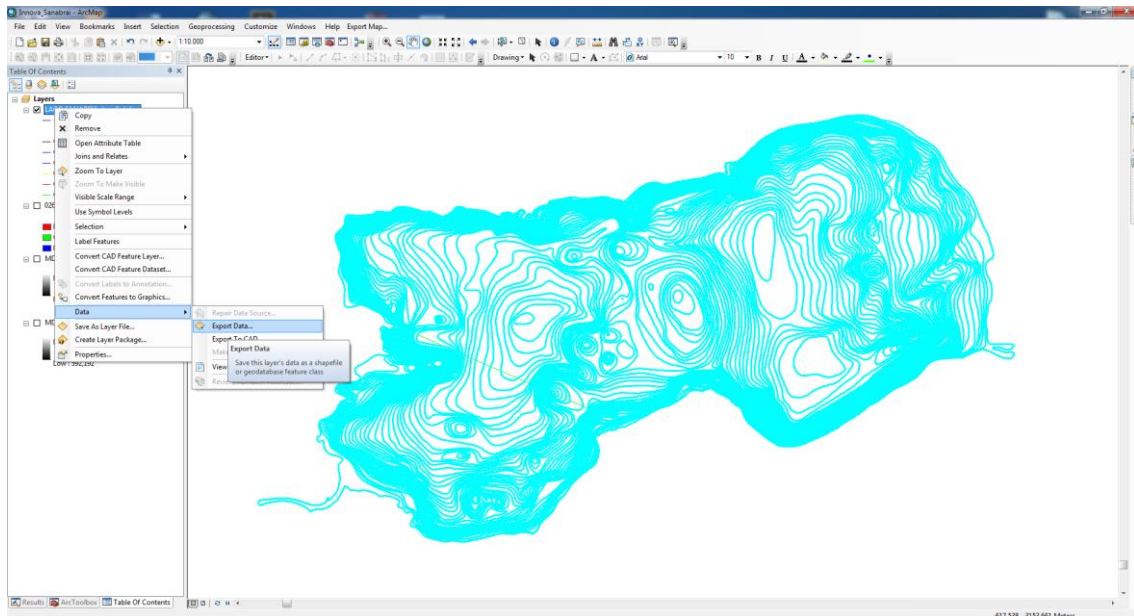 Innova_Sanabrai - ArcMap
File Edit View Bookmarks Insert Selection Geoprocessing Customize Windows Help Export Map...
1:10.000
Editor
Drawing
Arial
10
B I U A
Table Of Contents
Layers
Copy
Remove
Open Attribute Table
Joins and Relates
Zoom To Layer
Zoom To Make Visible
Visible Scale Range
Use Symbol Levels
Selection
Label Features
Convert CAD Feature Layer...
Convert CAD Feature Dataset...
Convert Labels to Annotation...
Convert Features to Graphics...
Data
Save As Layer File...
Create Layer Package...
Properties...
Repair Data Source...
Export Data...
Export To CAD
View
Export Data
Save this layer's data as a shapefile
or geodatabase feature class
Results ArcToolbox Table Of Contents